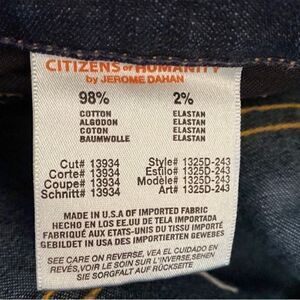 CITIZENS of HUMANITY
by JEROME DAHAN
98% 2%
COTTON ELASTAN
ALGODON ELASTAN
COTON ELASTAN
BAUMWOLLE ELASTAN
Cut# 13934 Style# 1325D-243
Corte# 13934 Estilo# 1325D-243
Coupe# 13934 Modèle# 1325D-243
Schnitt# 13934 Art# 1325D-243
MADE IN U.S.A OF IMPORTED FABRIC
HECHO EN LOS EE.UU DE TELA IMPORTADA
FABRIQUÉ AUX ETATS-UNIS DU TISSU IMPORTÉ
GEBILDET IN USA DES IMPORTIERTEN GEWEBES
SEE CARE ON REVERSE, VEA EL CUIDADO EN
REVÉS,VOIR LE SOIN SUR L'INVERSE,SEHEN
SIE SORGFALT AUF RÜCKSEITE